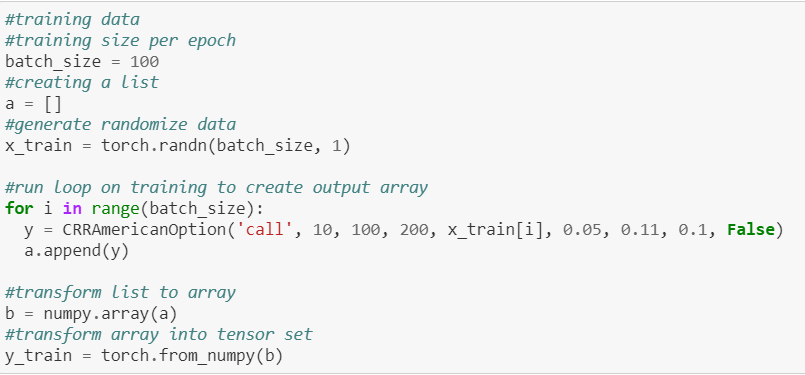 #training data
#training size per epoch
batch_size = 100
#creating a list
a = []
#generate randomize data
x_train = torch.randn(batch_size, 1)
#run loop on training to create output array
for i in range(batch_size):
  y = CRRAmericanOption('call', 10, 100, 200, x_train[i], 0.05, 0.11, 0.1, False)
  a.append(y)
#transform list to array
b = numpy.array(a)
#transform array into tensor set
y_train = torch.from_numpy(b)